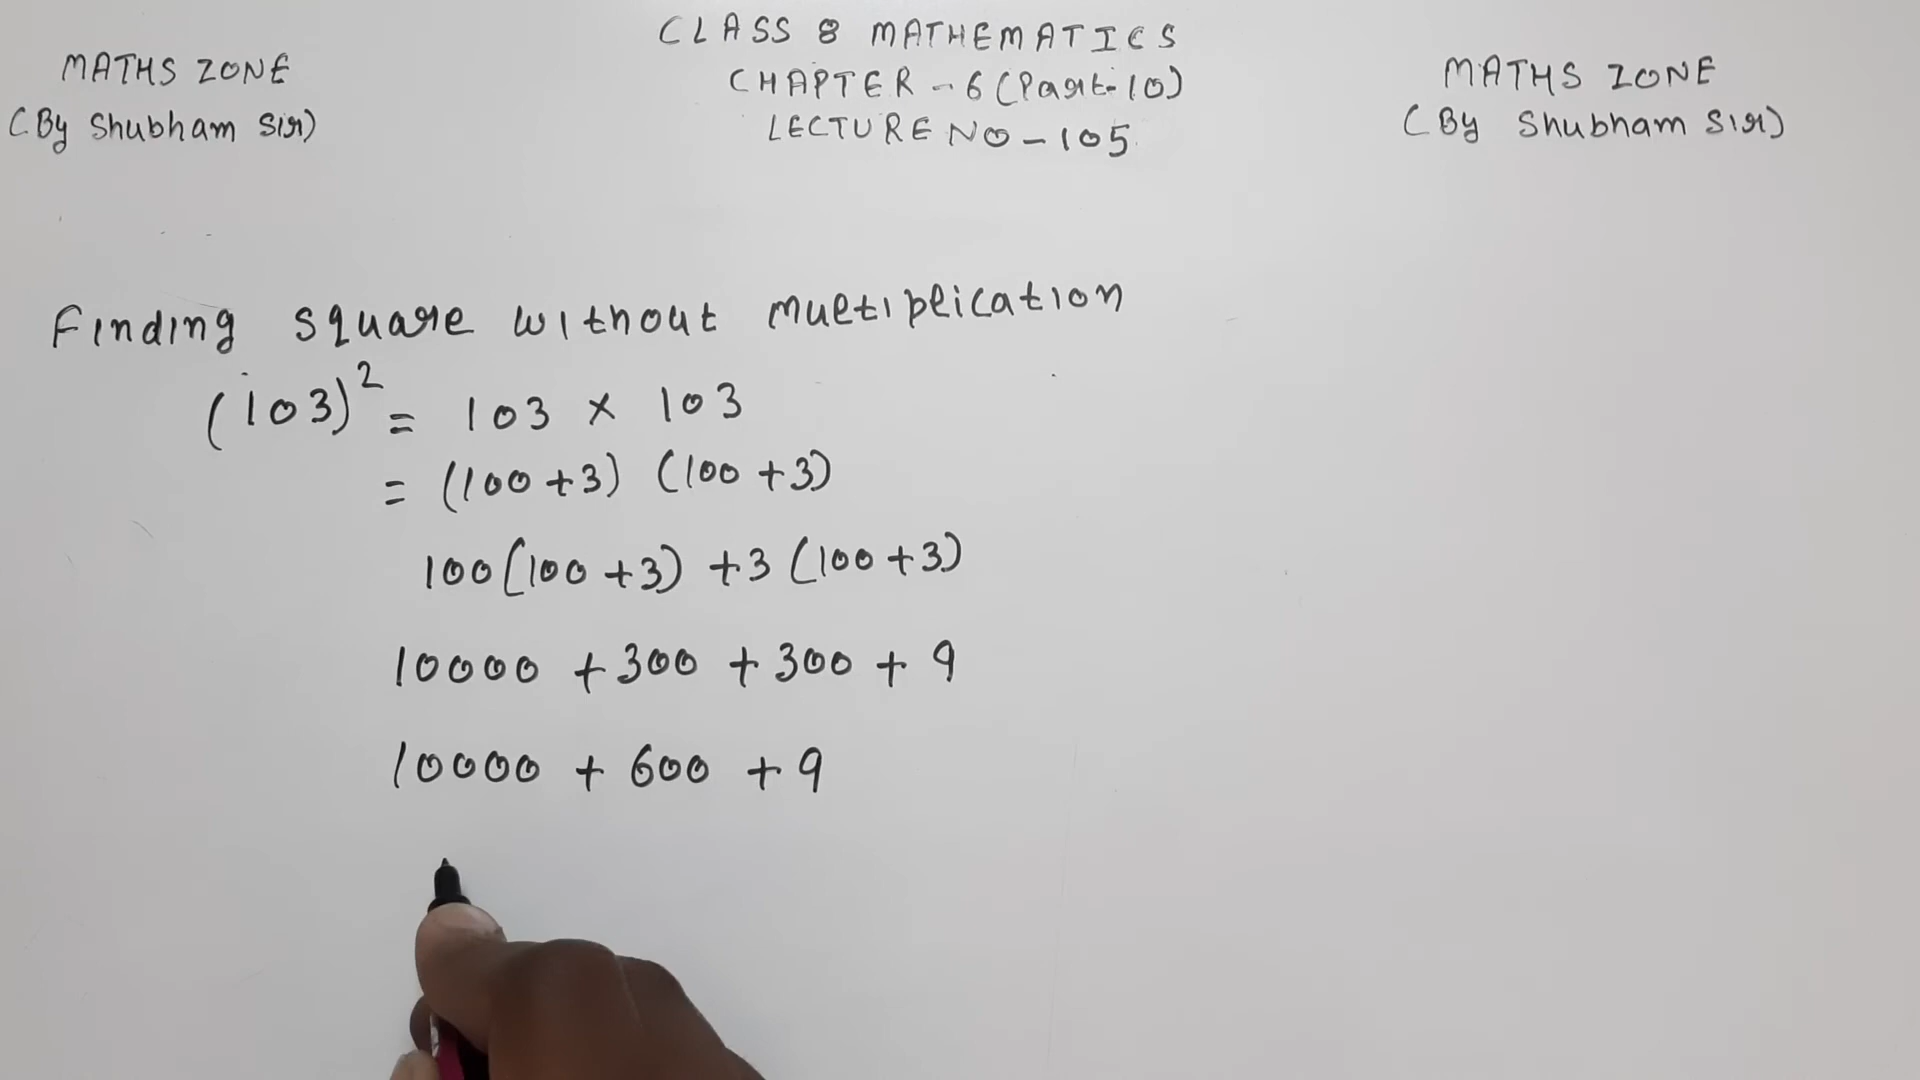 CLASS 8 MATHEMATICS
CHAPTER - 6 (Part-10)
LECTURE NO - 105
MATHS ZONE
(By Shubham Sir)
MATHS ZONE
(By Shubham Sir)
Finding square without multiplication
(103)² = 103 × 103
= (100 +3) (100 +3)
100 (100 +3) +3 (100 +3)
10000 + 300 + 300 + 9
10000 + 600 + 9